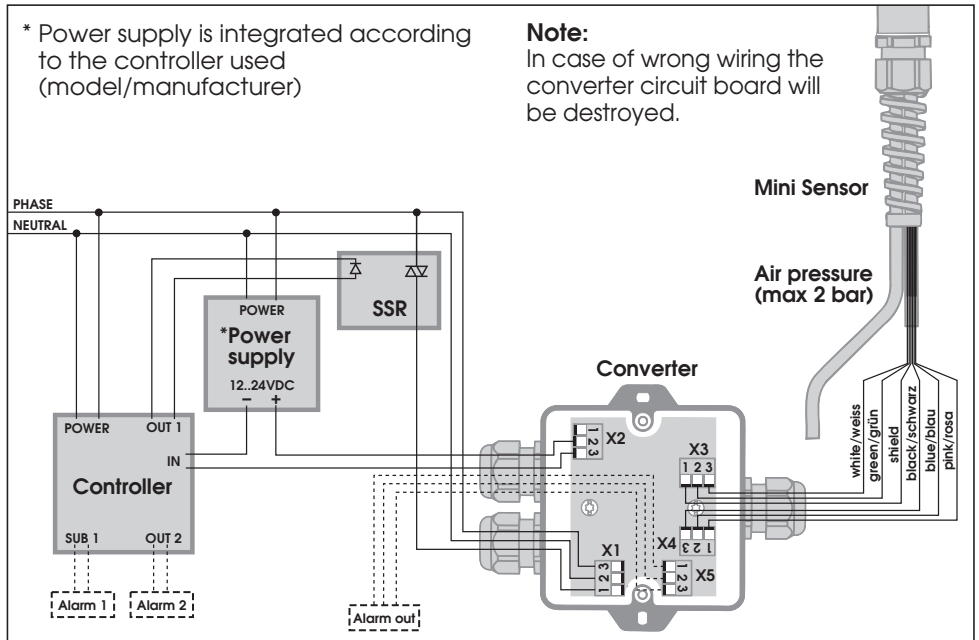 * Power supply is integrated according
to the controller used
(model/manufacturer)
Note:
In case of wrong wiring the
converter circuit board will
be destroyed.
Mini Sensor
Air pressure
(max 2 bar)
PHASE
NEUTRAL
SSR
POWER
*Power
supply
12..24VDC
– +
Converter
POWER OUT 1
IN
Controller
SUB 1 OUT 2
Alarm 1
Alarm 2
Alarm out
1
2
3
X2
X3
1 2 3
X4
1 2 3
X1
3
2
1
X5
1
2
3
white/weiss
green/grün
shield
black/schwarz
blue/blau
pink/rosa